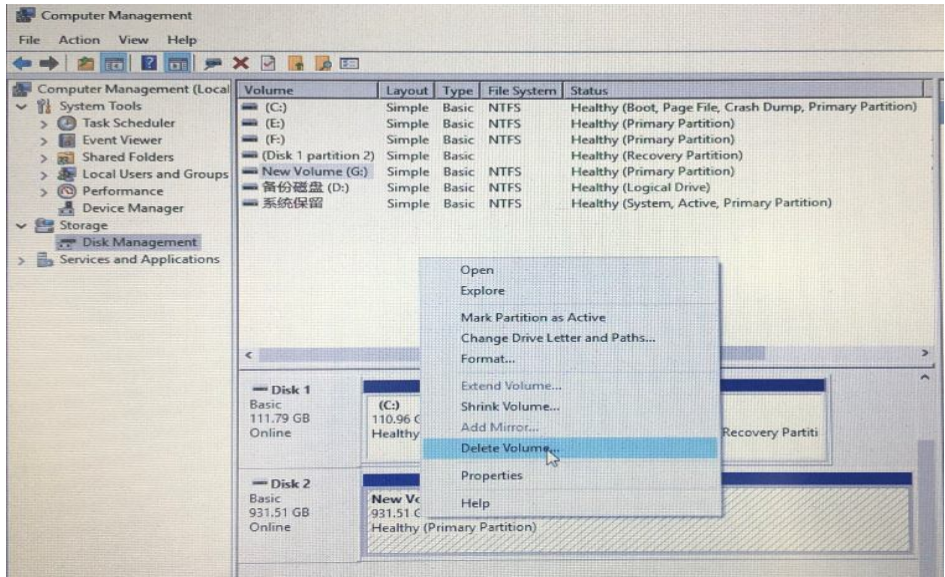 Computer Management
File Action View Help
Computer Management (Local
System Tools
Task Scheduler
Event Viewer
Shared Folders
Local Users and Groups
Performance
Device Manager
Storage
Disk Management
Services and Applications
Volume Layout Type File System Status
(C:) Simple Basic NTFS Healthy (Boot, Page File, Crash Dump, Primary Partition)
(E:) Simple Basic NTFS Healthy (Primary Partition)
(F:) Simple Basic NTFS Healthy (Primary Partition)
(Disk 1 partition 2) Simple Basic Healthy (Recovery Partition)
New Volume (G:) Simple Basic NTFS Healthy (Primary Partition)
备份磁盘 (D:) Simple Basic NTFS Healthy (Logical Drive)
系统保留 Simple Basic NTFS Healthy (System, Active, Primary Partition)
Open
Explore
Mark Partition as Active
Change Drive Letter and Paths...
Format...
Extend Volume...
Shrink Volume...
Add Mirror...
Delete Volume...
Properties
Help
Disk 1
Basic
111.79 GB
Online
(C:)
110.96 G
Healthy
Recovery Partiti
Disk 2
Basic
931.51 GB
Online
New Vo
931.51 G
Healthy (Primary Partition)